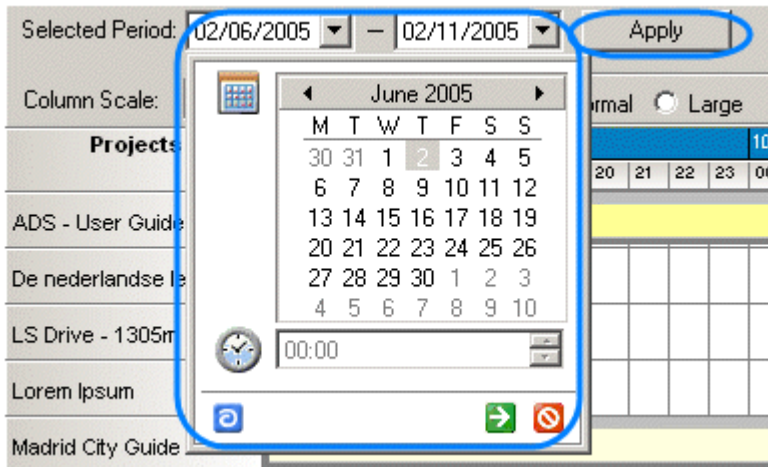 Selected Period: 02/06/2005 – 02/11/2005 Apply
Column Scale: Large
June 2005
Projects
M T W T F S S
30 31 1 2 3 4 5
20 21 22 23
6 7 8 9 10 11 12
ADS - User Guide
13 14 15 16 17 18 19
20 21 22 23 24 25 26
De nederlandse
27 28 29 30 1 2 3
4 5 6 7 8 9 10
LS Drive - 1305m
00:00
Lorem Ipsum
Madrid City Guide